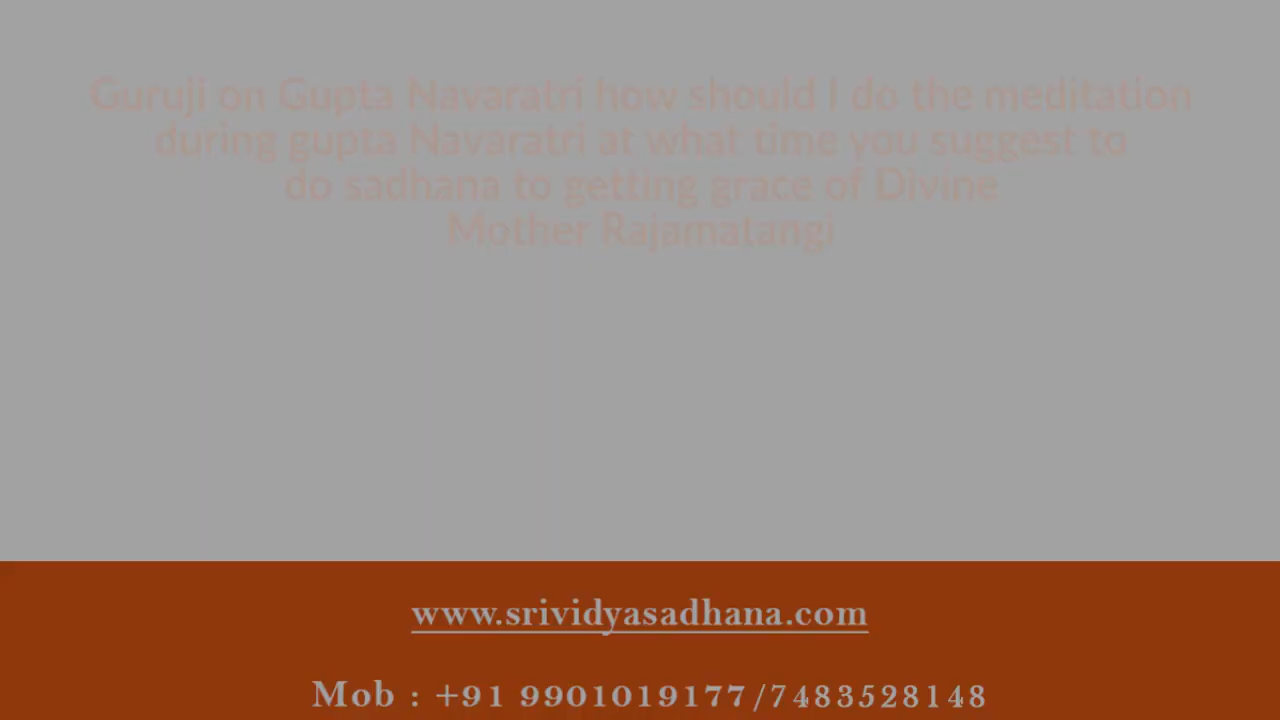 Guruji on Gupta Navaratri how should I do the meditation
during gupta Navaratri at what time you suggest to
do sadhana to getting grace of Divine
Mother Rajamatangi
www.srividyasadhana.com
Mob : +91 9901019177/7483528148